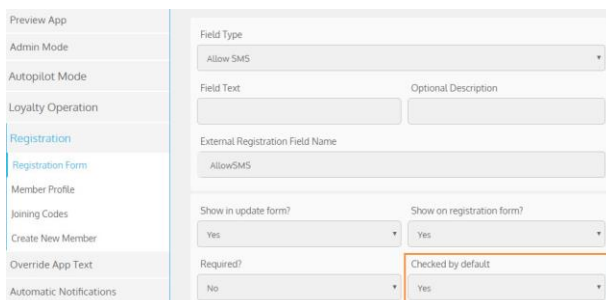 Preview App
Admin Mode
Autopilot Mode
Loyalty Operation
Registration
Registration Form
Member Profile
Joining Codes
Create New Member
Override App Text
Automatic Notifications
Field Type
Allow SMS
Field Text
Optional Description
External Registration Field Name
AllowSMS
Show in update form?
Show on registration form?
Yes
Yes
Required?
Checked by default
No
Yes